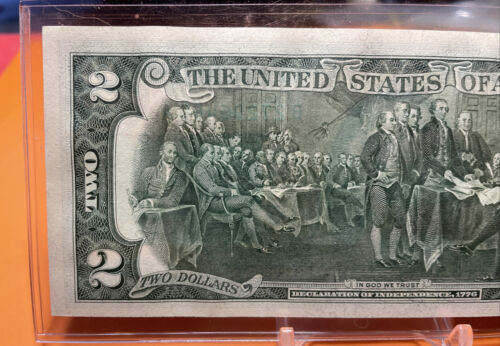 2
THE UNITED STATES OF A
TWO
2
TWO DOLLARS
IN GOD WE TRUST
DECLARATION OF INDEPENDENCE, 1776